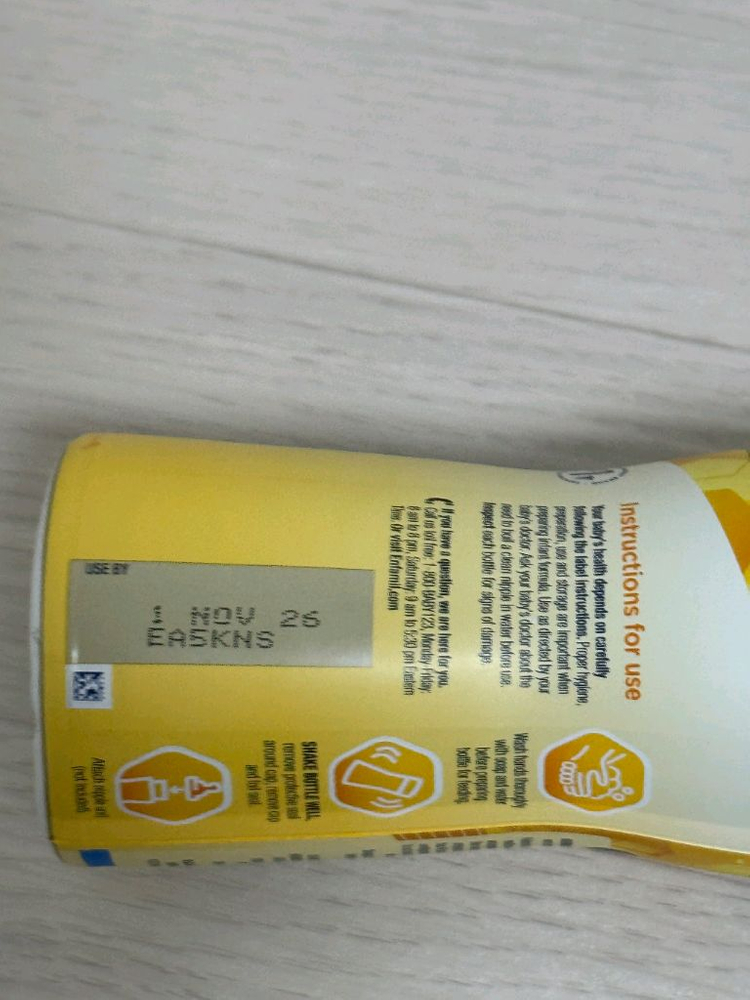 Instructions for use
Your baby's health depends on carefully
following the label instructions. Proper hygiene,
preparation, use and storage are important when
preparing infant formula. Use as directed by your
baby's doctor. Ask your baby's doctor about the
need to boil a clean nipple in water before use.
Inspect each bottle for signs of damage.
If you have a question, we are here for you.
Call us toll free: 1-800-BABY123, Monday-Friday:
8 am to 8 pm, Saturday: 9 am to 5:30 pm Eastern
Time. Or visit Enfamil.com
Wash hands thoroughly
with soap and water
before preparing
bottle for feeding.
SHAKE BOTTLE WELL,
remove protective seal
around cap, remove cap
and foil seal.
Attach nipple unit
(not included).
USE BY
1 NOV 26
EA5KNS